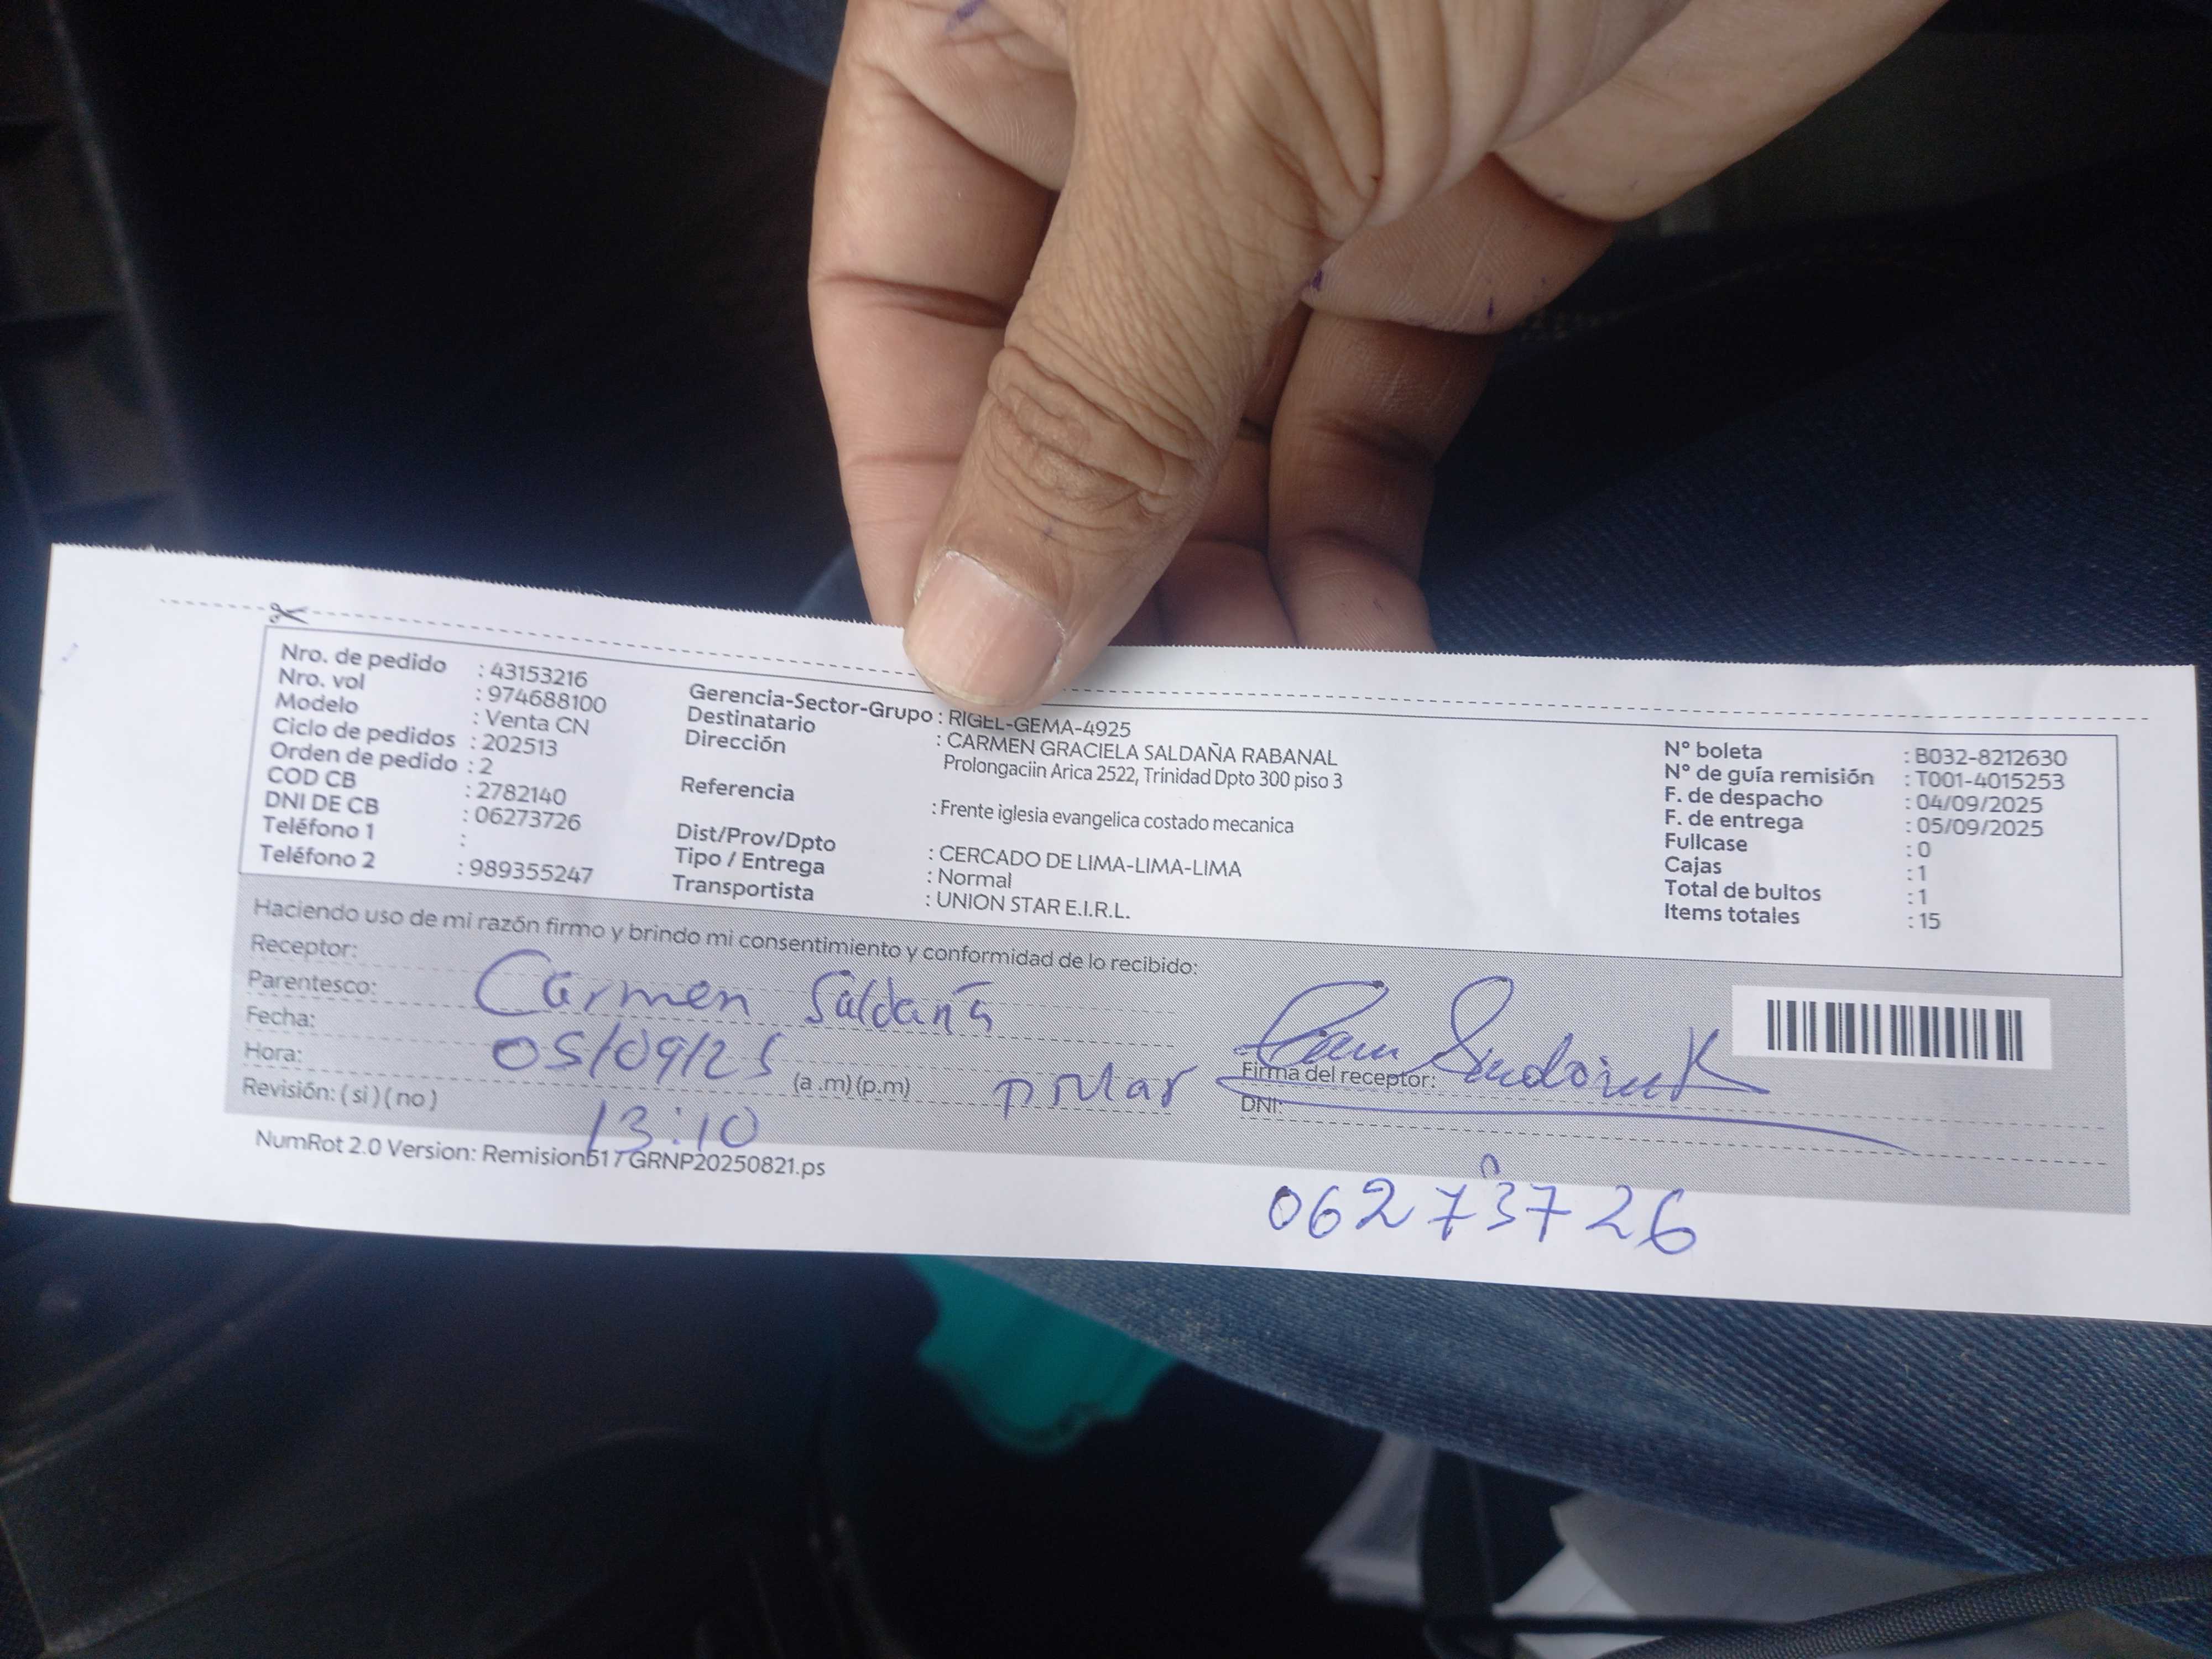 Nro. de pedido : 43153216
Nro. vol : 974688100
Modelo : Venta CN
Ciclo de pedidos : 202513
Orden de pedido : 2
COD CB : 2782140
DNI DE CB : 06273726
Teléfono 1 :
Teléfono 2 : 989355247
Gerencia-Sector-Grupo : RIGEL-GEMA-4925
Destinatario : CARMEN GRACIELA SALDAÑA RABANAL
Dirección Prolongaciin Arica 2522, Trinidad Dpto 300 piso 3
Referencia : Frente iglesia evangelica costado mecanica
Dist/Prov/Dpto : CERCADO DE LIMA-LIMA-LIMA
Tipo / Entrega : Normal
Transportista : UNION STAR E.I.R.L.
N° boleta : B032-8212630
N° de guía remisión : T001-4015253
F. de despacho : 04/09/2025
F. de entrega : 05/09/2025
Fullcase : 0
Cajas : 1
Total de bultos : 1
Items totales : 15
Haciendo uso de mi razón firmo y brindo mi consentimiento y conformidad de lo recibido:
Receptor: Carmen Saldaña
Parentesco:
Fecha: 05/09/25
Hora: 13:10 (a .m) (p.m)
Revisión: ( si ) ( no )
Firma del receptor:
DNI: 06273726
NumRot 2.0 Version: Remision517GRNP20250821.ps